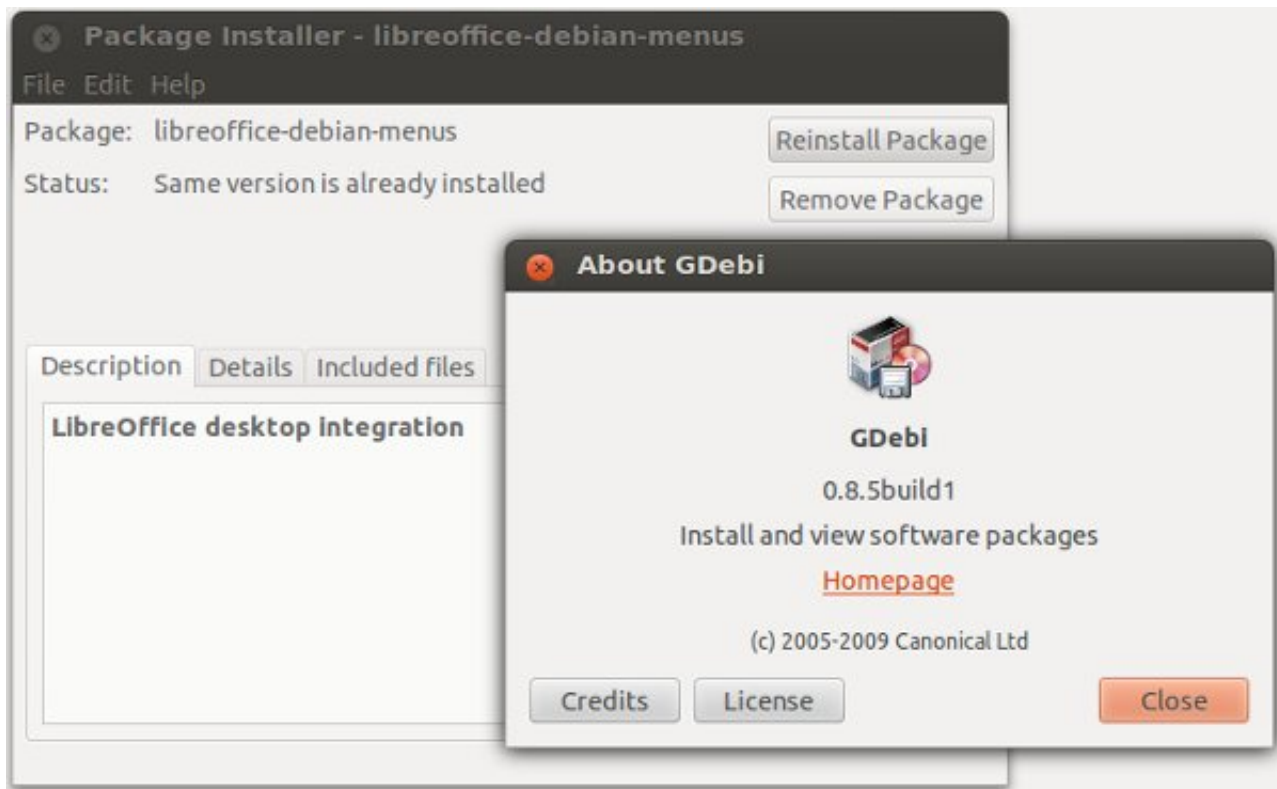 Package Installer - libreoffice-debian-menus
File Edit Help
Package: libreoffice-debian-menus
Reinstall Package
Status: Same version is already installed
Remove Package
Description Details Included files
LibreOffice desktop integration
About GDebi
GDebi
0.8.5build1
Install and view software packages
Homepage
(c) 2005-2009 Canonical Ltd
Credits License Close